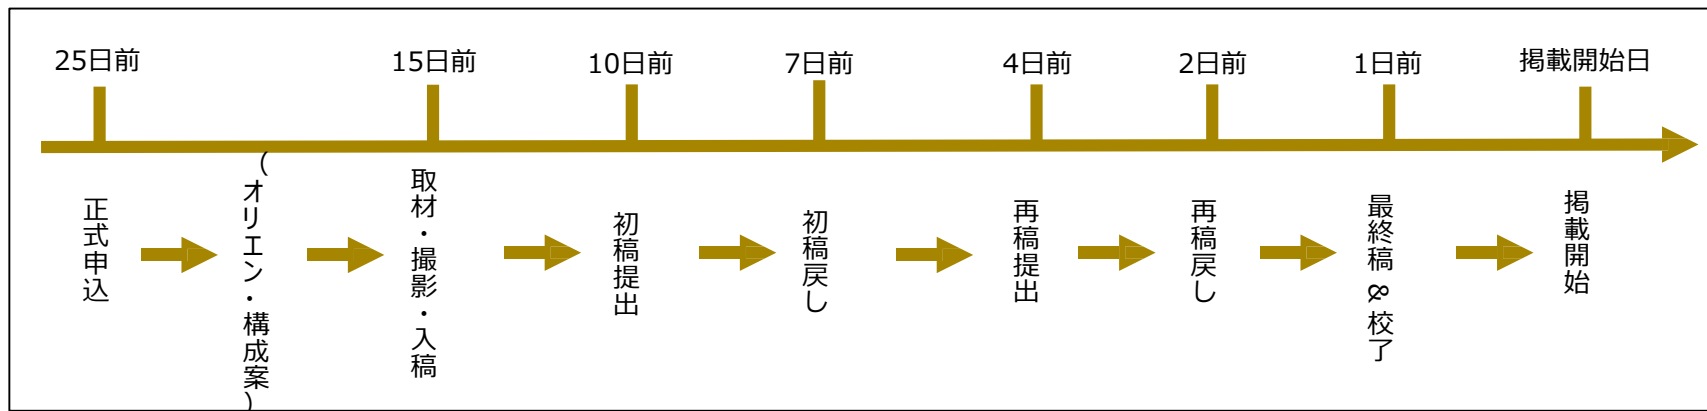 25日前
15日前
10日前
7日前
4日前
2日前
1日前
掲載開始日
正式申込
（オリエン・構成案）
取材・撮影・入稿
初稿提出
初稿戻し
再稿提出
再稿戻し
最終稿＆校了
掲載開始